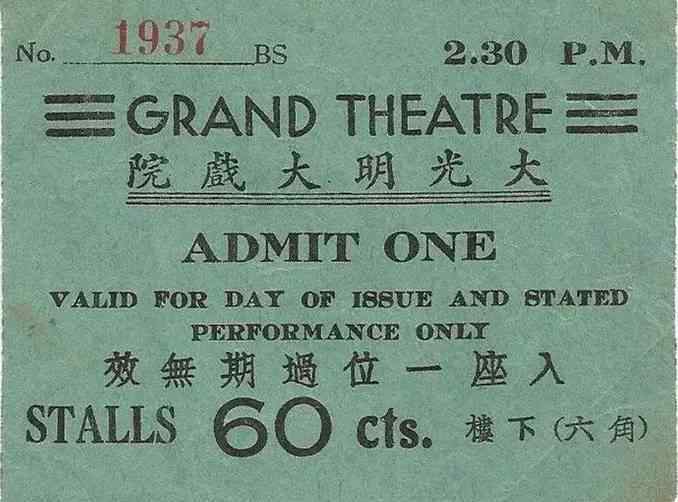 No. 1937 BS 2.30 P.M.
GRAND THEATRE
大光明大戲院
ADMIT ONE
VALID FOR DAY OF ISSUE AND STATED
PERFORMANCE ONLY
入座一位過期無效
STALLS 60 cts. 樓下(六角)